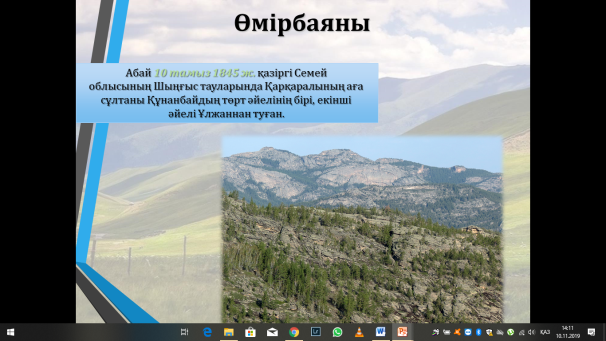 Өмірбаяны
Абай 10 тамыз 1845 ж. қазіргі Семей
облысының Шыңғыс тауларында Қарқаралының аға
сұлтаны Құнанбайдың төрт әйелінің бірі, екінші
әйелі Ұлжаннан туған.
ҚАЗ
14:11
10.11.2019